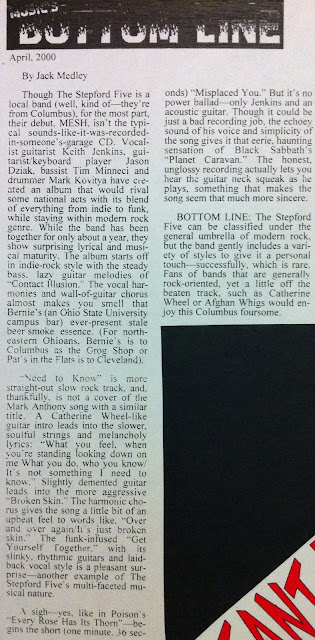 MUSIC'S
BOTTOM LINE
April, 2000
By Jack Medley
Though The Stepford Five is a
local band (well, kind of—they're
from Columbus), for the most part,
their debut, MESH, isn't the typi-
cal sounds-like-it-was-recorded-
in-someone's-garage CD. Vocal-
ist/guitarist Keith Jenkins, gui-
tarist/keyboard player Jason
Dziak, bassist Tim Minneci and
drummer Mark Kovitya have cre-
ated an album that would rival
some national acts with its blend
of everything from indie to funk,
while staying within modern rock
genre. While the band has been
together for only about a year, they
show surprising lyrical and musi-
cal maturity. The album starts off
in indie-rock style with the steady
bass, lazy guitar melodies of
"Contact Illusion." The vocal har-
monies and wall-of-guitar chorus
almost makes you smell that
Bernie's (an Ohio State University
campus bar) ever-present stale
beer smoke essence. (For north-
eastern Ohioans, Bernie's is to
Columbus as the Grog Shop or
Pat's in the Flats is to Cleveland).
"Need to Know" is more
straight-out slow rock track, and,
thankfully, is not a cover of the
Mark Anthony song with a similar
title. A Catherine Wheel-like
guitar intro leads into the slower,
soulful strings and melancholy
lyrics: "What you feel, when
you're standing looking down on
me What you do, who you know/
It's not something I need to
know." Slightly demented guitar
leads into the more aggressive
"Broken Skin." The harmonic cho-
rus gives the song a little bit of an
upbeat feel to words like, "Over
and over again/It's just broken
skin." The funk-infused "Get
Yourself Together," with its
slinky, rhythmic guitars and laid-
back vocal style is a pleasant sur-
prise—another example of The
Stepford Five's multi-faceted mu-
sical nature.
A sigh—yes, like in Poison's
"Every Rose Has Its Thorn"—be-
gins the short (one minute, 36 sec-
onds) "Misplaced You." But it's no
power ballad—only Jenkins and an
acoustic guitar. Though it could be
just a bad recording job, the echoey
sound of his voice and simplicity of
the song gives it that eerie, haunting
sensation of Black Sabbath's
"Planet Caravan." The honest,
unglossy recording actually lets you
hear the guitar neck squeak as he
plays, something that makes the
song seem that much more sincere.
BOTTOM LINE: The Stepford
Five can be classified under the
general umbrella of modern rock,
but the band gently includes a vari-
ety of styles to give it a personal
touch—successfully, which is rare.
Fans of bands that are generally
rock-oriented, yet a little off the
beaten track, such as Catherine
Wheel or Afghan Whigs would en-
joy this Columbus foursome.